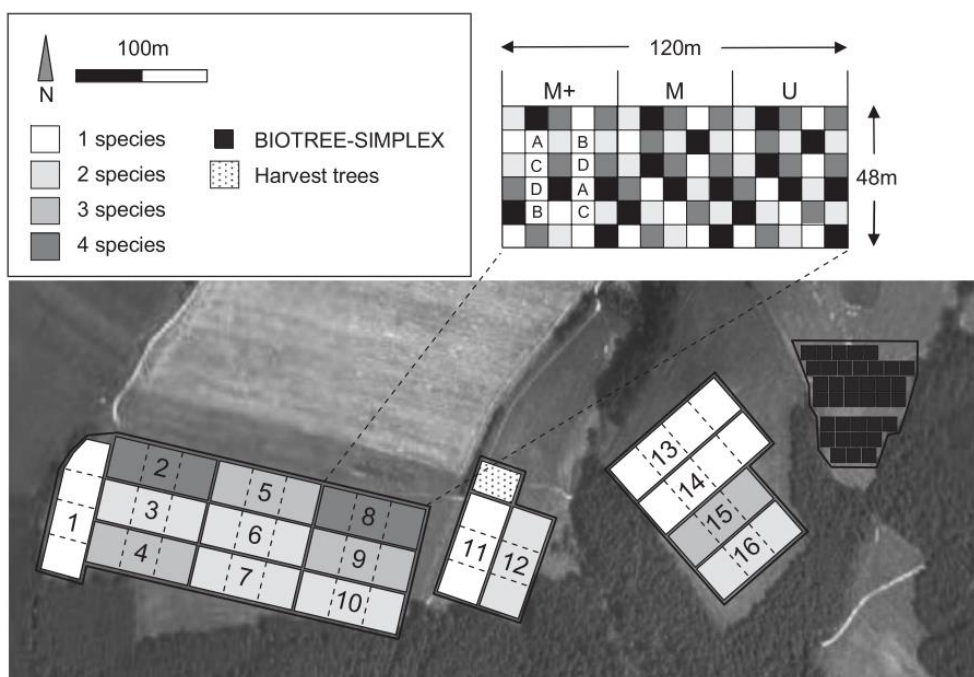 100m
N
1 species
2 species
3 species
4 species
BIOTREE-SIMPLEX
Harvest trees
120m
M+ M U
A B
C D
D A
B C
48m
2 5 8
3 6 9
1 4 7 10
11 12
13
14
15
16